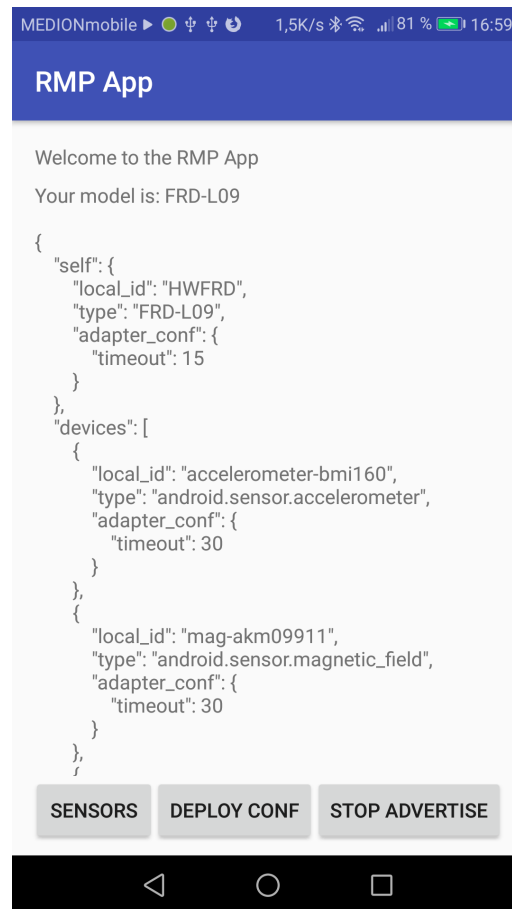 MEDIONmobile 1,5K/s 81 % 16:59
RMP App
Welcome to the RMP App
Your model is: FRD-L09
{
"self": {
"local_id": "HWFRD",
"type": "FRD-L09",
"adapter_conf": {
"timeout": 15
}
},
"devices": [
{
"local_id": "accelerometer-bmi160",
"type": "android.sensor.accelerometer",
"adapter_conf": {
"timeout": 30
}
},
{
"local_id": "mag-akm09911",
"type": "android.sensor.magnetic_field",
"adapter_conf": {
"timeout": 30
}
},
{
SENSORS DEPLOY CONF STOP ADVERTISE